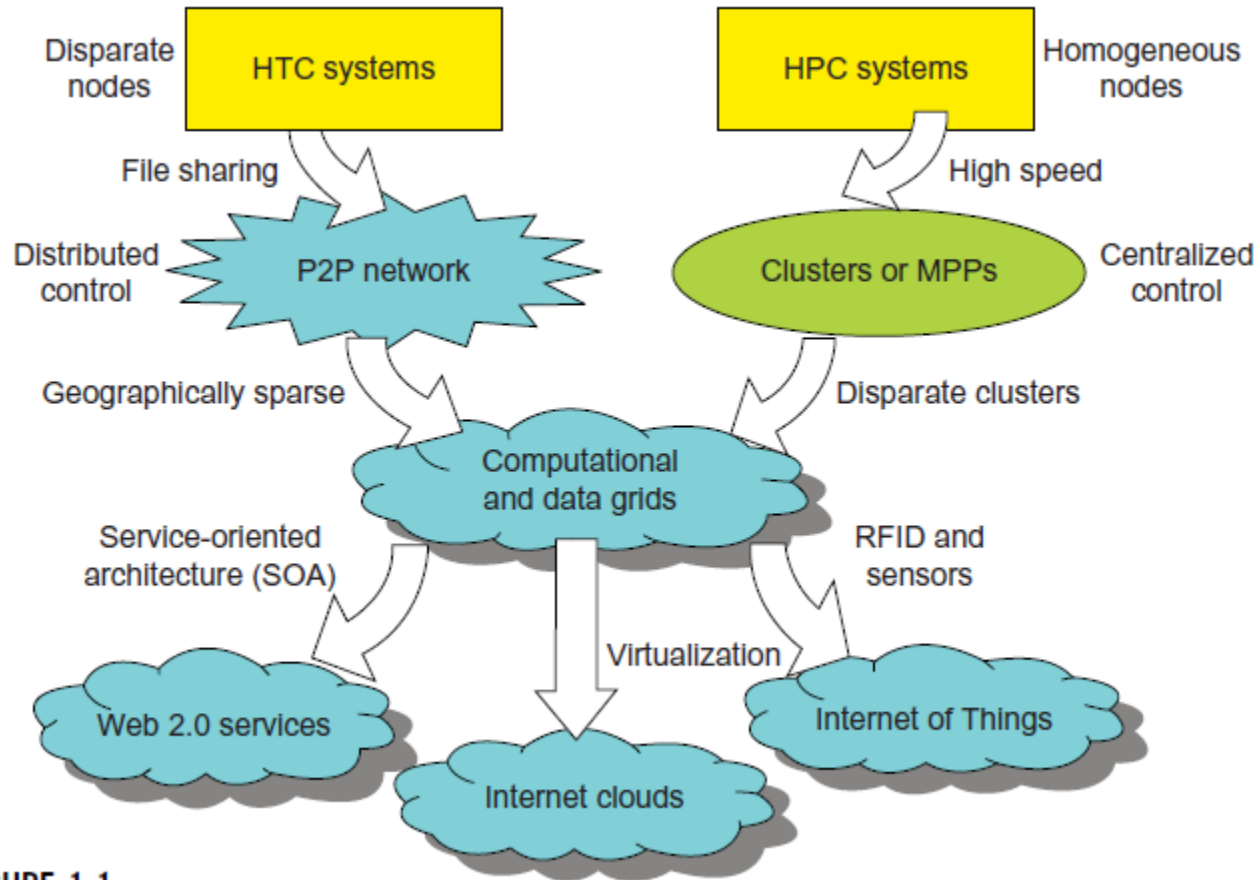 Disparate
nodes
HTC systems
HPC systems
Homogeneous
nodes
File sharing
High speed
Distributed
control
P2P network
Clusters or MPPs
Centralized
control
Geographically sparse
Disparate clusters
Computational
and data grids
Service-oriented
architecture (SOA)
RFID and
sensors
Virtualization
Web 2.0 services
Internet of Things
Internet clouds